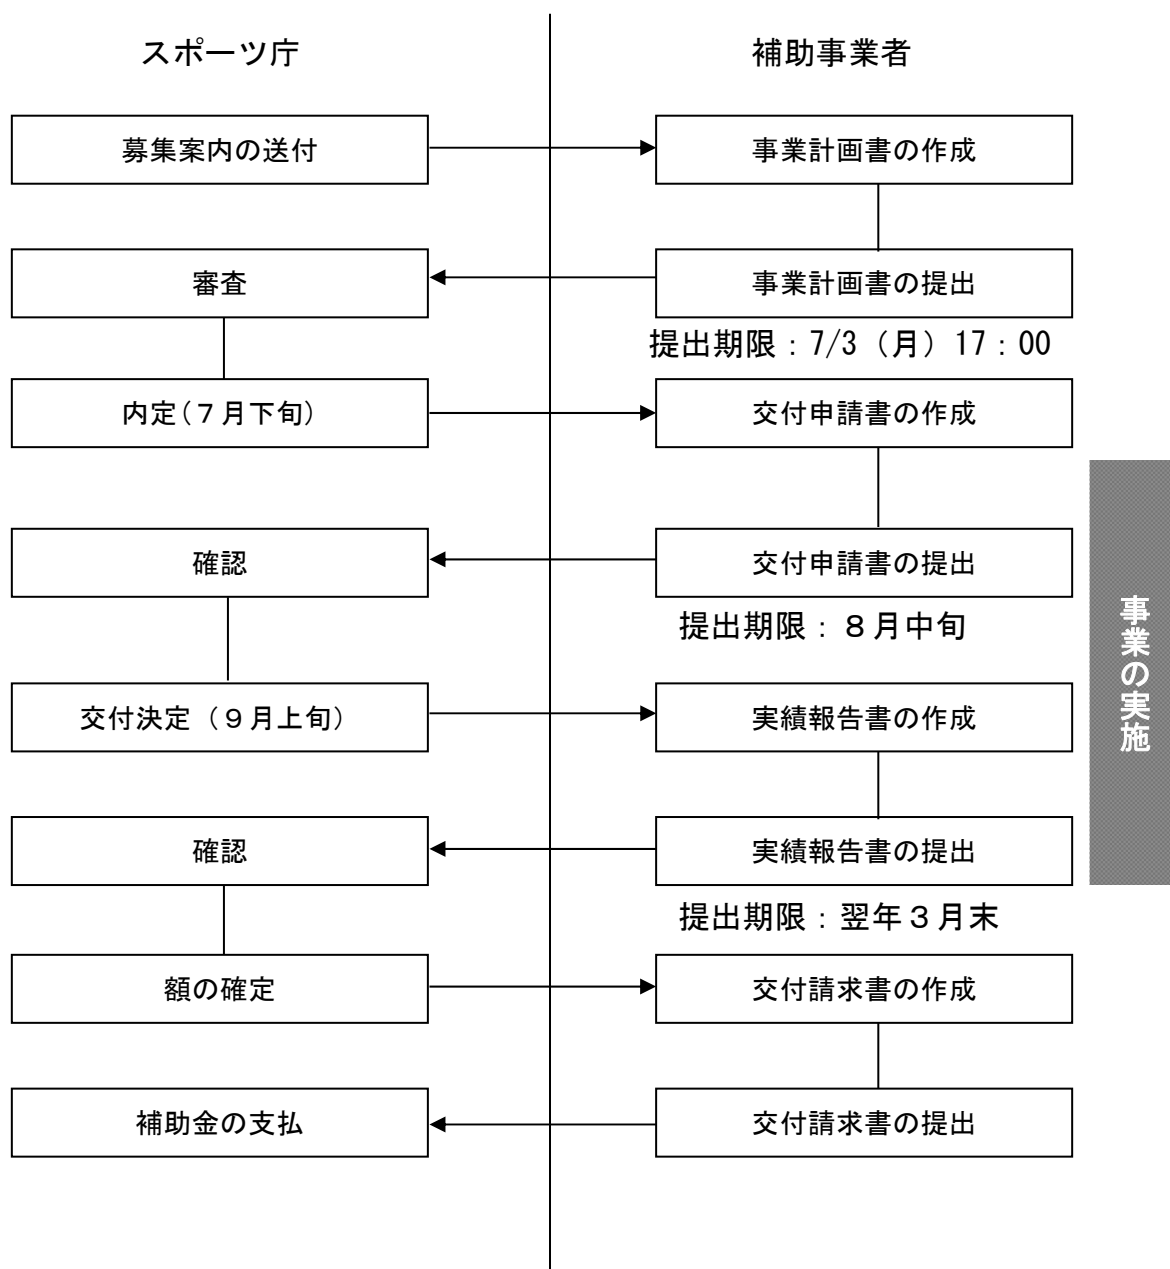 スポーツ庁
補助事業者
募集案内の送付
事業計画書の作成
審査
事業計画書の提出
提出期限：7/3（月）17：00
内定（７月下旬）
交付申請書の作成
確認
交付申請書の提出
提出期限：８月中旬
交付決定（９月上旬）
実績報告書の作成
確認
実績報告書の提出
提出期限：翌年３月末
額の確定
交付請求書の作成
補助金の支払
交付請求書の提出
事業の実施